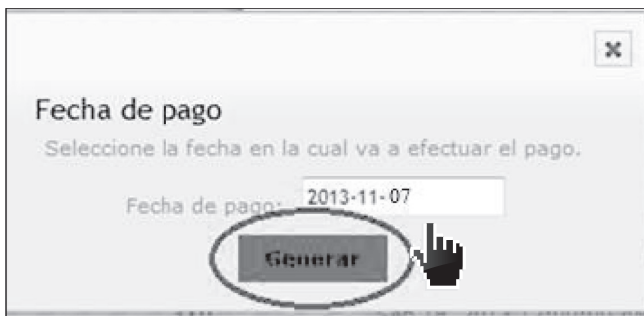 Fecha de pago
Seleccione la fecha en la cual va a efectuar el pago.
Fecha de pago: 2013-11-07
Generar